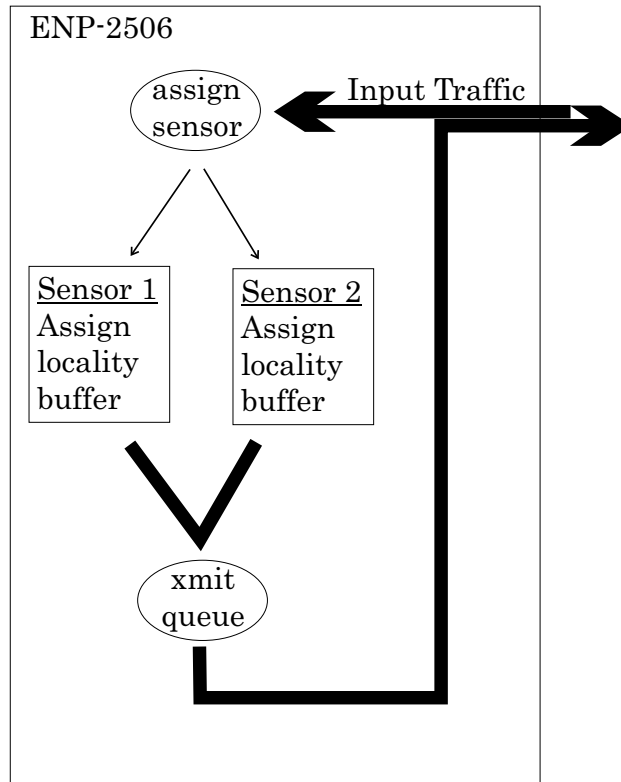 ENP-2506
assign
sensor
Input Traffic
Sensor 1
Assign
locality
buffer
Sensor 2
Assign
locality
buffer
xmit
queue